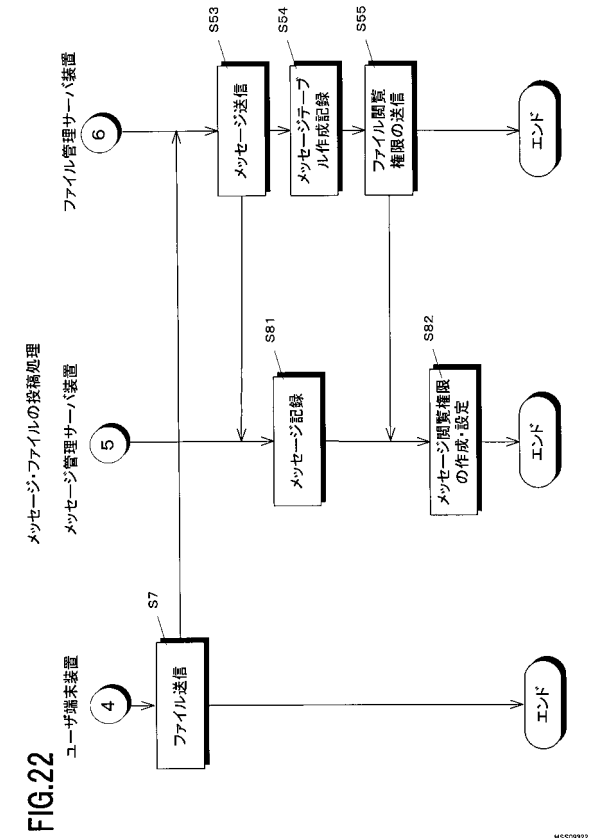 FIG.22
メッセージ・ファイルの投稿処理
ユーザ端末装置
メッセージ管理サーバ装置
ファイル管理サーバ装置
4
5
6
S7
ファイル送信
S53
メッセージ送信
S81
メッセージ記録
S54
メッセージテーブ
ル作成記録
S55
ファイル閲覧
権限の送信
S82
メッセージ閲覧権限
の作成・設定
エンド
エンド
エンド
MSS09922